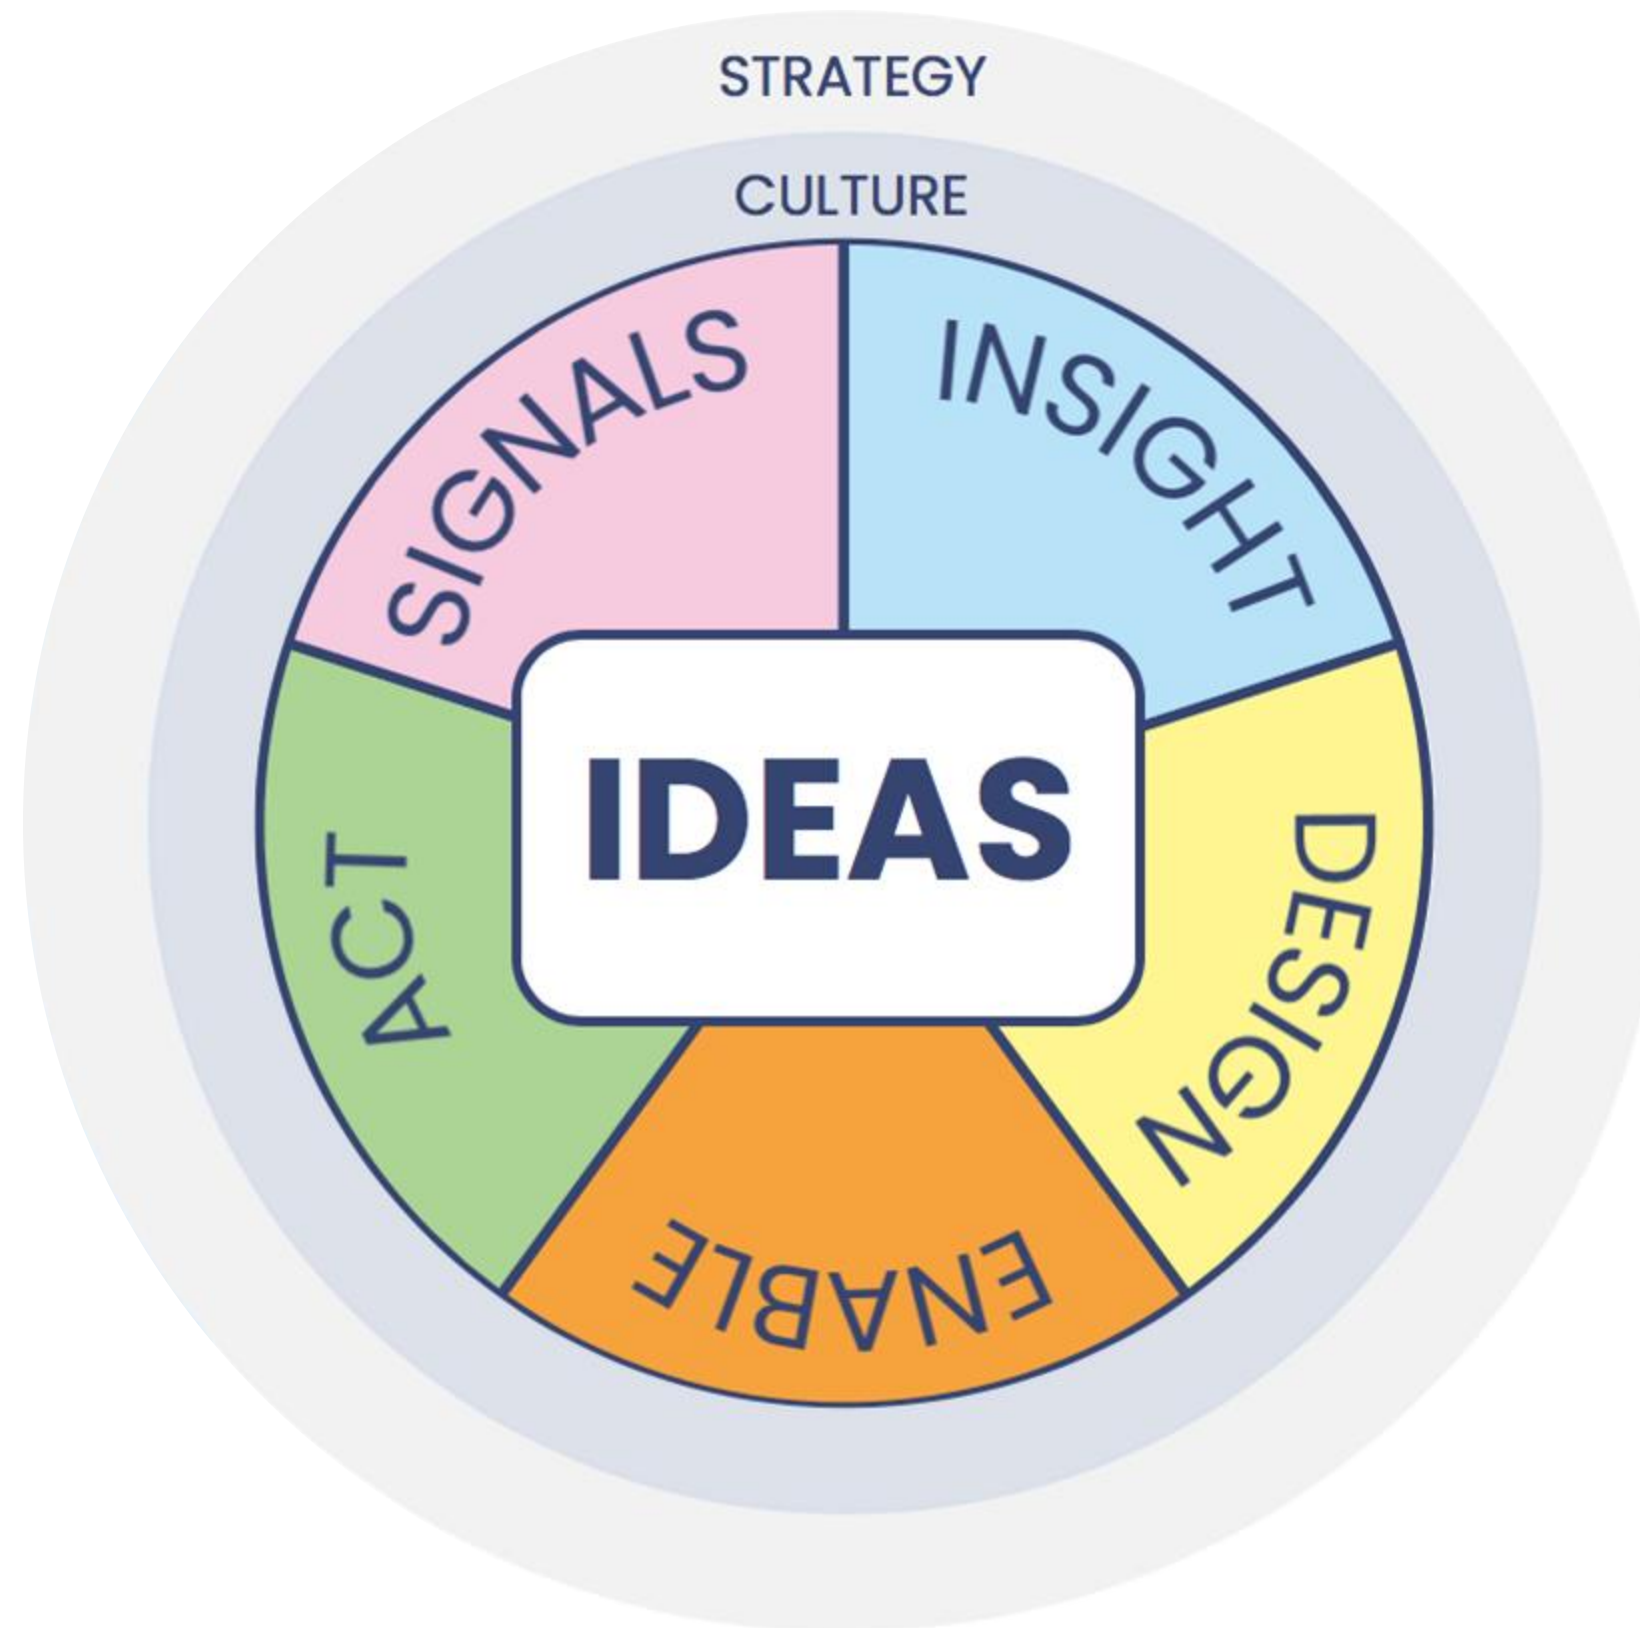 STRATEGY
CULTURE
SIGNALS
INSIGHT
IDEAS
DESIGN
ENABLE
ACT